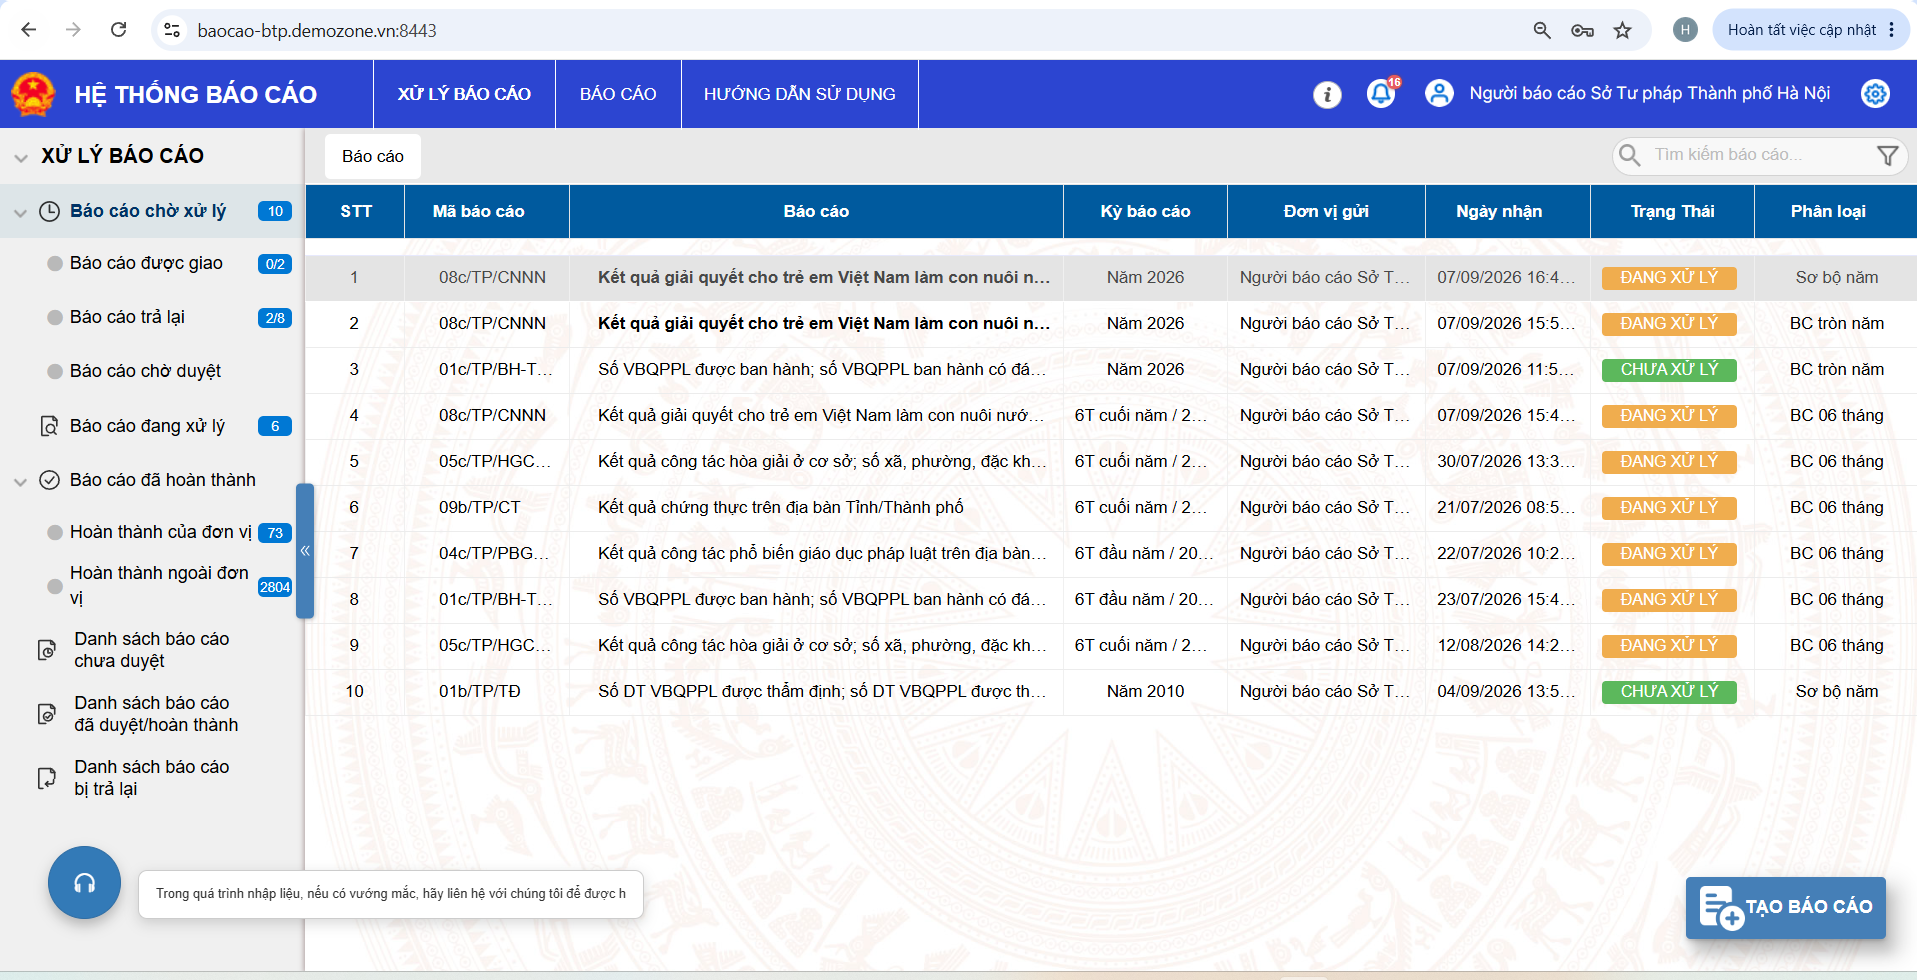 baocao-btp.demozone.vn:8443
H
Hoàn tất việc cập nhật
HỆ THỐNG BÁO CÁO
XỬ LÝ BÁO CÁO
BÁO CÁO
HƯỚNG DẪN SỬ DỤNG
16
Người báo cáo Sở Tư pháp Thành phố Hà Nội
XỬ LÝ BÁO CÁO
Báo cáo chờ xử lý 10
Báo cáo được giao 0/2
Báo cáo trả lại 2/8
Báo cáo chờ duyệt
Báo cáo đang xử lý 6
Báo cáo đã hoàn thành
Hoàn thành của đơn vị 73
Hoàn thành ngoài đơn
vị 2804
Danh sách báo cáo
chưa duyệt
Danh sách báo cáo
đã duyệt/hoàn thành
Danh sách báo cáo
bị trả lại
Báo cáo
Tìm kiếm báo cáo...
STT Mã báo cáo Báo cáo Kỳ báo cáo Đơn vị gửi Ngày nhận Trạng Thái Phân loại
1 08c/TP/CNNN Kết quả giải quyết cho trẻ em Việt Nam làm con nuôi n... Năm 2026 Người báo cáo Sở T... 07/09/2026 16:4... ĐANG XỬ LÝ Sơ bộ năm
2 08c/TP/CNNN Kết quả giải quyết cho trẻ em Việt Nam làm con nuôi n... Năm 2026 Người báo cáo Sở T... 07/09/2026 15:5... ĐANG XỬ LÝ BC tròn năm
3 01c/TP/BH-T... Số VBQPPL được ban hành; số VBQPPL ban hành có đá... Năm 2026 Người báo cáo Sở T... 07/09/2026 11:5... CHƯA XỬ LÝ BC tròn năm
4 08c/TP/CNNN Kết quả giải quyết cho trẻ em Việt Nam làm con nuôi nướ... 6T cuối năm / 2... Người báo cáo Sở T... 07/09/2026 15:4... ĐANG XỬ LÝ BC 06 tháng
5 05c/TP/HGC... Kết quả công tác hòa giải ở cơ sở; số xã, phường, đặc kh... 6T cuối năm / 2... Người báo cáo Sở T... 30/07/2026 13:3... ĐANG XỬ LÝ BC 06 tháng
6 09b/TP/CT Kết quả chứng thực trên địa bàn Tỉnh/Thành phố 6T cuối năm / 2... Người báo cáo Sở T... 21/07/2026 08:5... ĐANG XỬ LÝ BC 06 tháng
7 04c/TP/PBG... Kết quả công tác phổ biến giáo dục pháp luật trên địa bàn... 6T đầu năm / 20... Người báo cáo Sở T... 22/07/2026 10:2... ĐANG XỬ LÝ BC 06 tháng
8 01c/TP/BH-T... Số VBQPPL được ban hành; số VBQPPL ban hành có đá... 6T đầu năm / 20... Người báo cáo Sở T... 23/07/2026 15:4... ĐANG XỬ LÝ BC 06 tháng
9 05c/TP/HGC... Kết quả công tác hòa giải ở cơ sở; số xã, phường, đặc kh... 6T cuối năm / 2... Người báo cáo Sở T... 12/08/2026 14:2... ĐANG XỬ LÝ BC 06 tháng
10 01b/TP/TĐ Số DT VBQPPL được thẩm định; số DT VBQPPL được th... Năm 2010 Người báo cáo Sở T... 04/09/2026 13:5... CHƯA XỬ LÝ Sơ bộ năm
Trong quá trình nhập liệu, nếu có vướng mắc, hãy liên hệ với chúng tôi để được h
TẠO BÁO CÁO